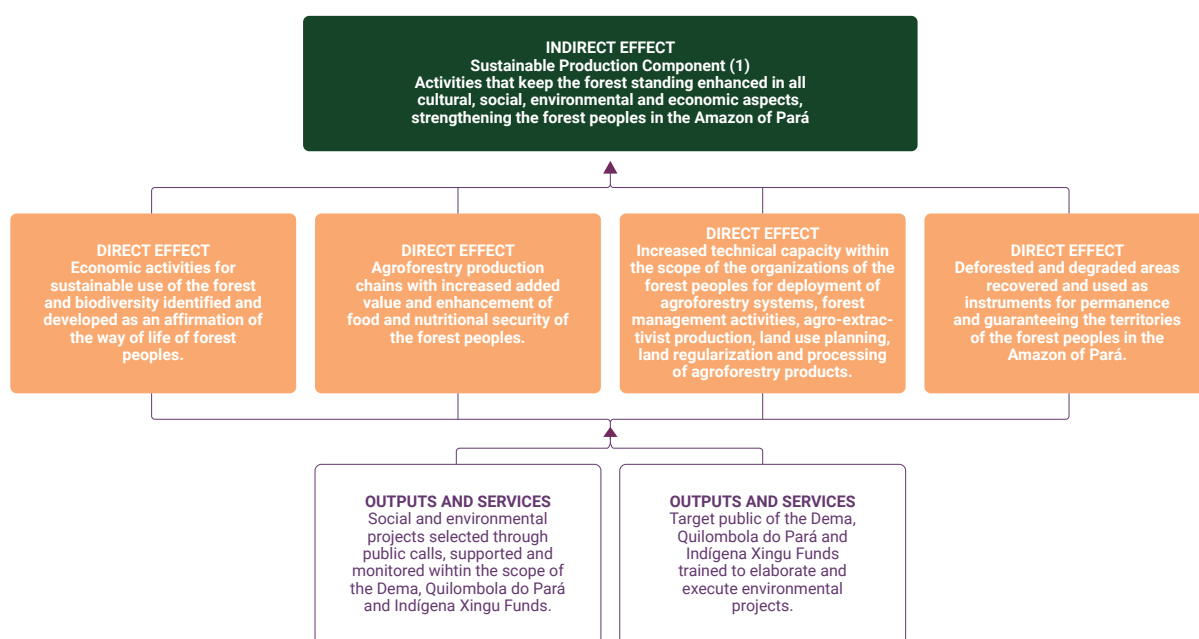 INDIRECT EFFECT
Sustainable Production Component (1)
Activities that keep the forest standing enhanced in all
cultural, social, environmental and economic aspects,
strengthening the forest peoples in the Amazon of Pará
DIRECT EFFECT
Economic activities for
sustainable use of the forest
and biodiversity identified and
developed as an affirmation of
the way of life of forest
peoples.
DIRECT EFFECT
Agroforestry production
chains with increased added
value and enhancement of
food and nutritional security of
the forest peoples.
DIRECT EFFECT
Increased technical capacity within
the scope of the organizations of the
forest peoples for deployment of
agroforestry systems, forest
management activities, agro-extrac-
tivist production, land use planning,
land regularization and processing
of agroforestry products.
DIRECT EFFECT
Deforested and degraded areas
recovered and used as
instruments for permanence
and guaranteeing the territories
of the forest peoples in the
Amazon of Pará.
OUTPUTS AND SERVICES
Social and environmental
projects selected through
public calls, supported and
monitored wihtin the scope of
the Dema, Quilombola do Pará
and Indígena Xingu Funds.
OUTPUTS AND SERVICES
Target public of the Dema,
Quilombola do Pará and
Indígena Xingu Funds
trained to elaborate and
execute environmental
projects.